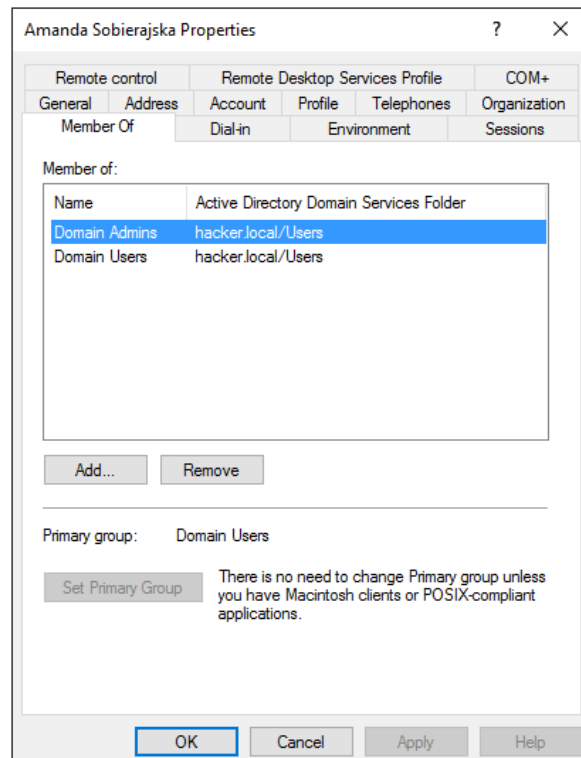 Amanda Sobierajska Properties ? ×
Remote control Remote Desktop Services Profile COM+
General Address Account Profile Telephones Organization
Member Of Dial-in Environment Sessions
Member of:
Name Active Directory Domain Services Folder
Domain Admins hacker.local/Users
Domain Users hacker.local/Users
Add... Remove
Primary group: Domain Users
Set Primary Group
There is no need to change Primary group unless
you have Macintosh clients or POSIX-compliant
applications.
OK Cancel Apply Help